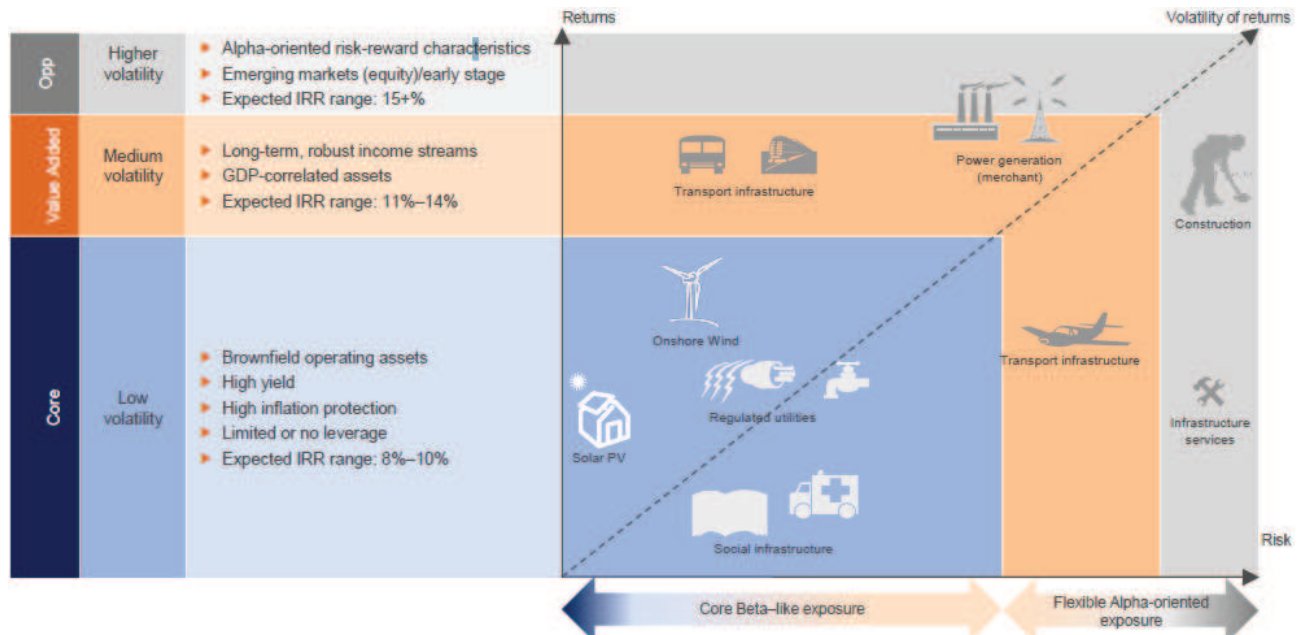 Returns
Volatility of returns
Opp
Higher
volatility
Alpha-oriented risk-reward characteristics
Emerging markets (equity)/early stage
Expected IRR range: 15+%
Value Added
Medium
volatility
Long-term, robust income streams
GDP-correlated assets
Expected IRR range: 11%–14%
Core
Low
volatility
Brownfield operating assets
High yield
High inflation protection
Limited or no leverage
Expected IRR range: 8%–10%
Transport infrastructure
Power generation
(merchant)
Construction
Onshore Wind
Transport infrastructure
Regulated utilities
Solar PV
Infrastructure
services
Social infrastructure
Risk
Core Beta–like exposure
Flexible Alpha-oriented
exposure